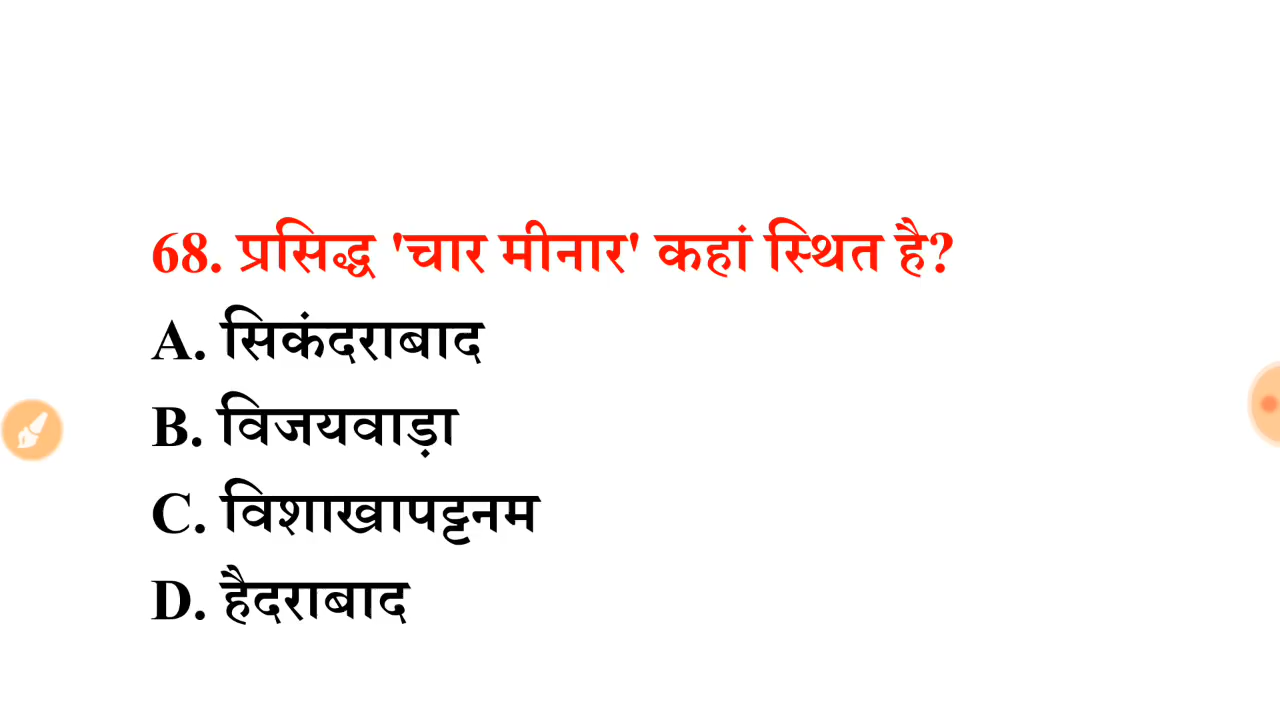 68. प्रसिद्ध 'चार मीनार' कहां स्थित है?
A. सिकंदराबाद
B. विजयवाड़ा
C. विशाखापट्टनम
D. हैदराबाद